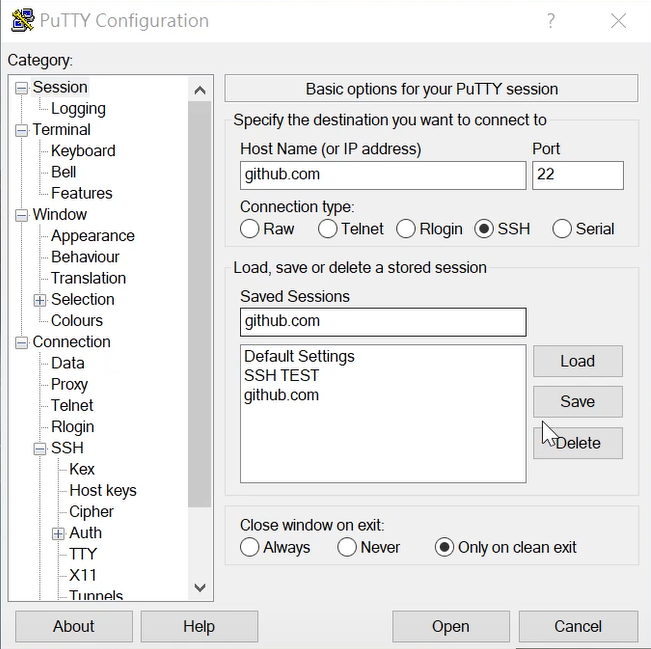 PuTTY Configuration
?
Category:
Session
Logging
Terminal
Keyboard
Bell
Features
Window
Appearance
Behaviour
Translation
Selection
Colours
Connection
Data
Proxy
Telnet
Rlogin
SSH
Kex
Host keys
Cipher
Auth
TTY
X11
Tunnels
Basic options for your PuTTY session
Specify the destination you want to connect to
Host Name (or IP address) Port
github.com 22
Connection type:
Raw Telnet Rlogin SSH Serial
Load, save or delete a stored session
Saved Sessions
github.com
Default Settings
SSH TEST
github.com
Load
Save
Delete
Close window on exit:
Always Never Only on clean exit
About Help Open Cancel